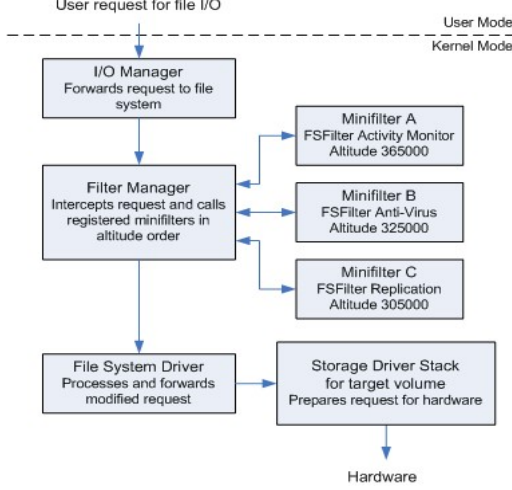 User request for file I/O
User Mode
Kernel Mode
I/O Manager
Forwards request to file
system
Minifilter A
FSFilter Activity Monitor
Altitude 365000
Filter Manager
Intercepts request and calls
registered minifilters in
altitude order
Minifilter B
FSFilter Anti-Virus
Altitude 325000
Minifilter C
FSFilter Replication
Altitude 305000
File System Driver
Processes and forwards
modified request
Storage Driver Stack
for target volume
Prepares request for hardware
Hardware